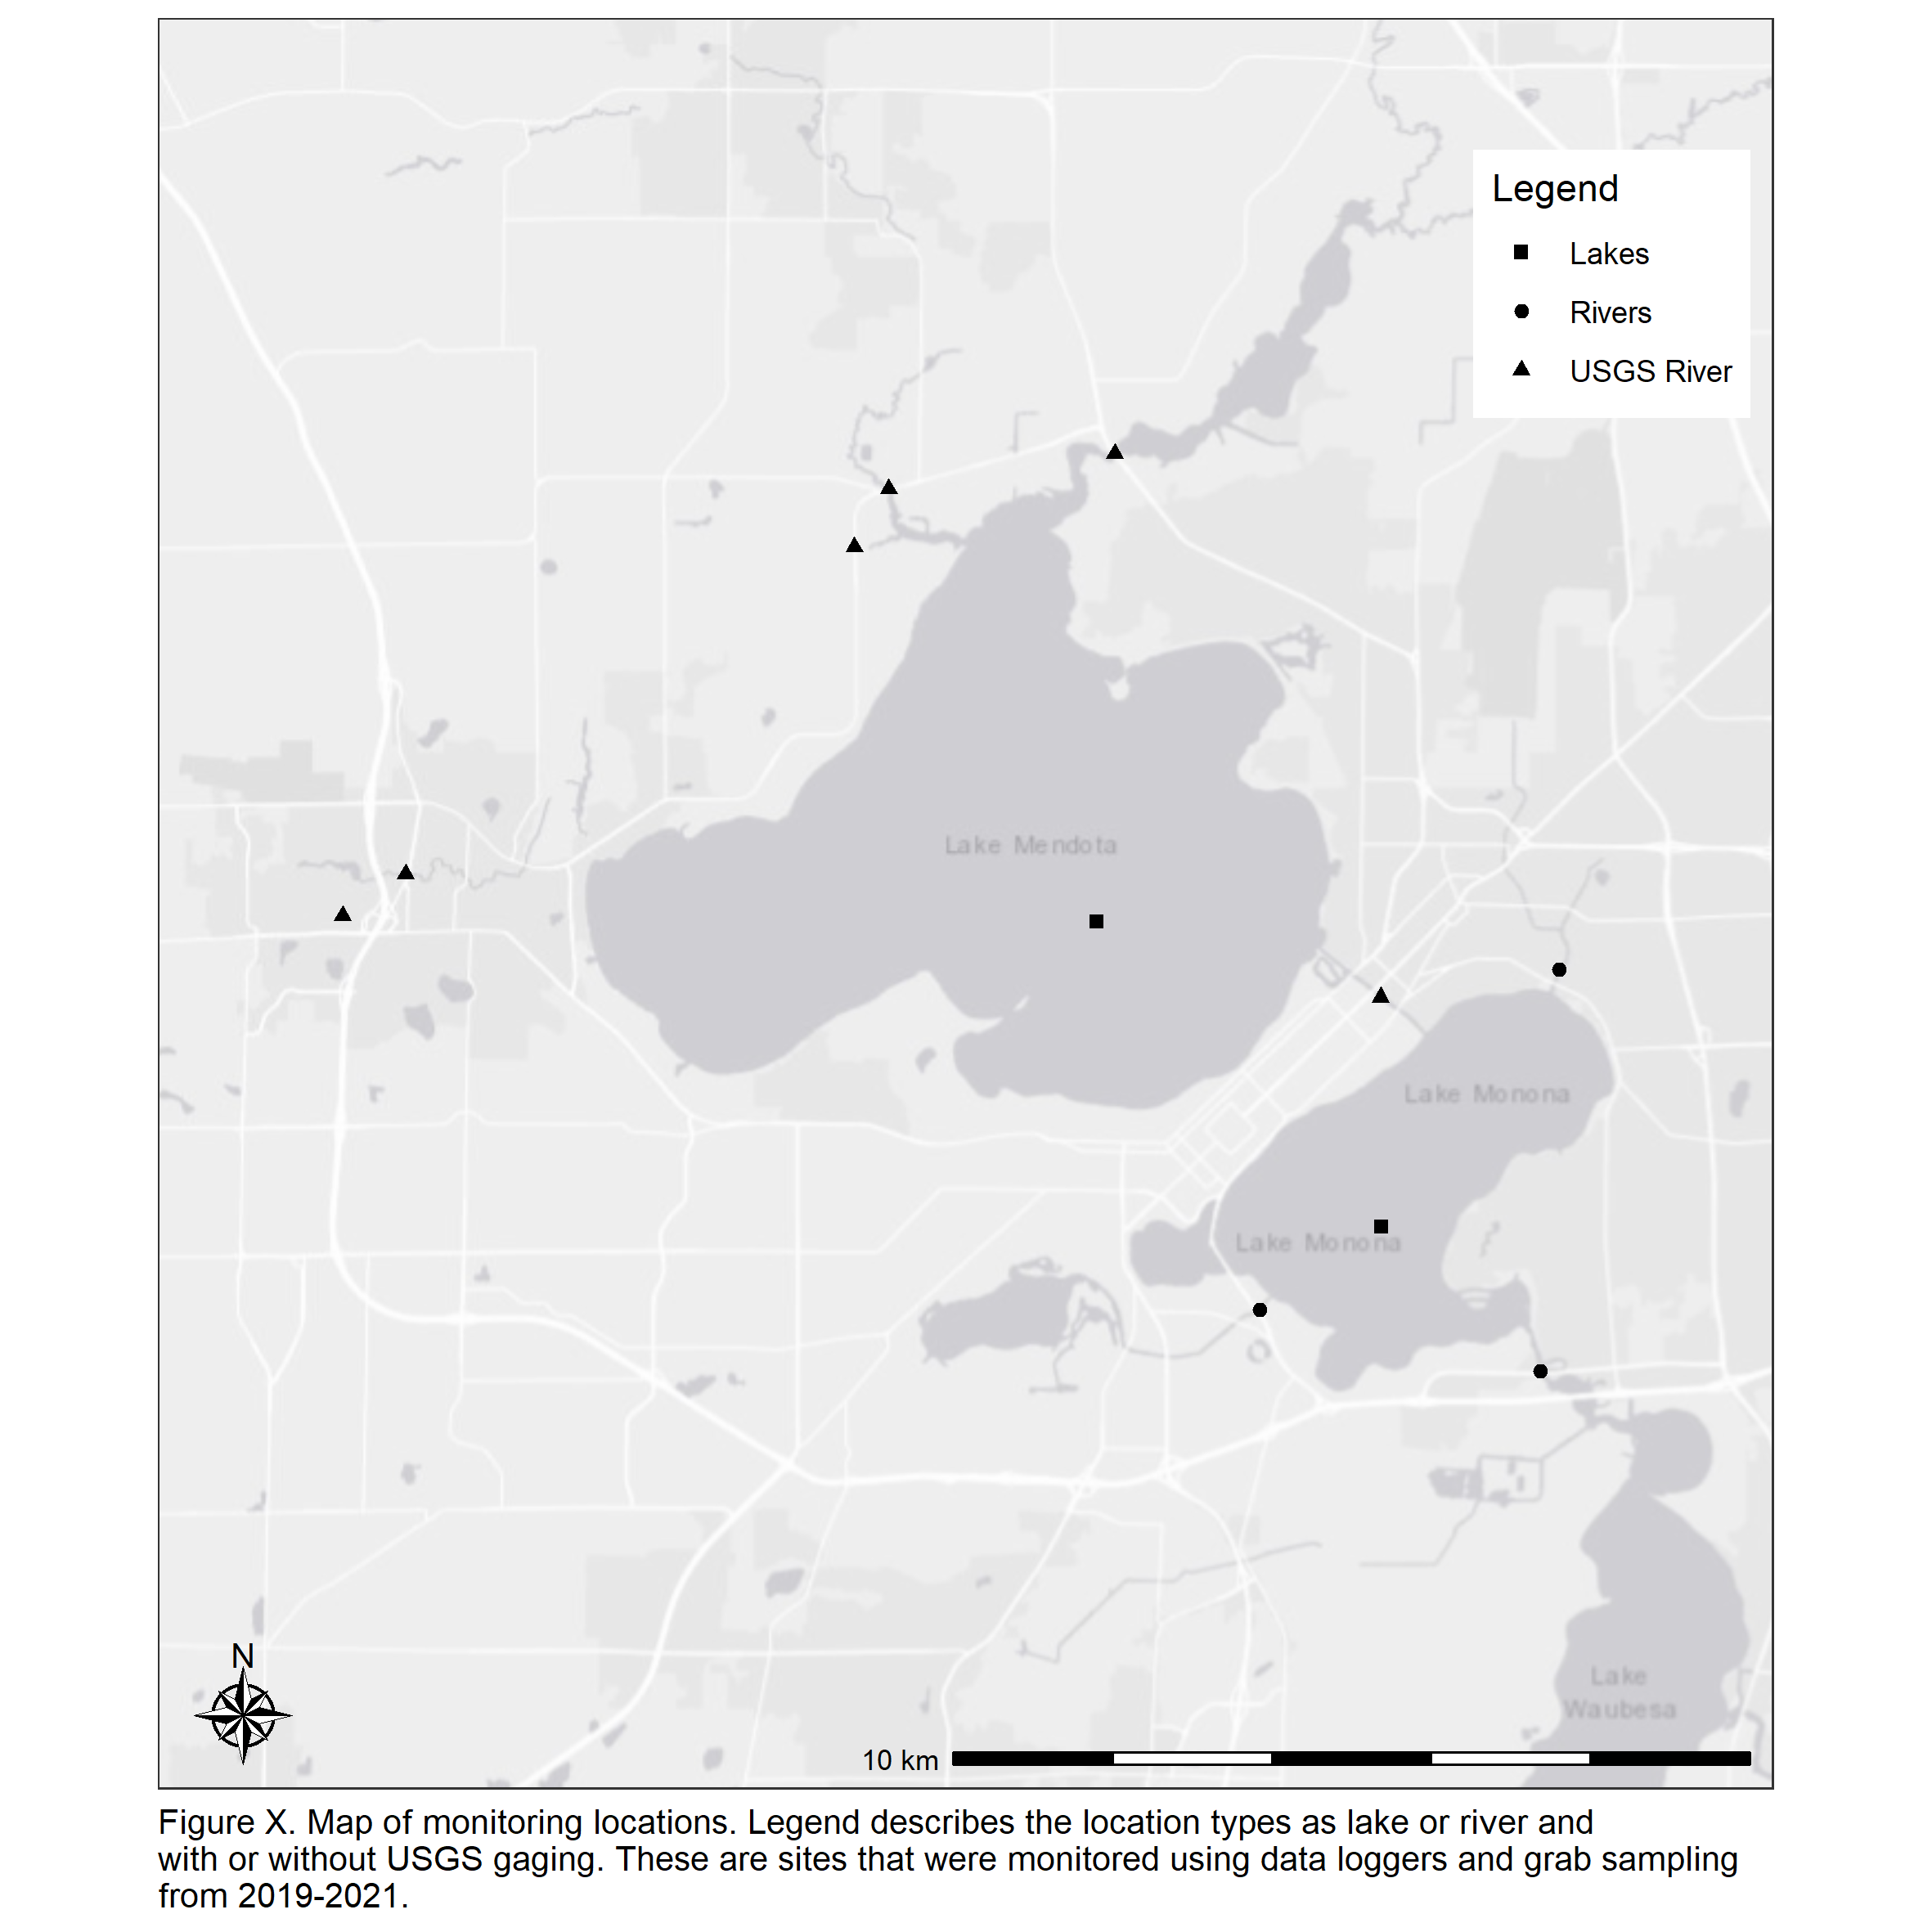 Legend
Lakes
Rivers
USGS River
Lake Mendota
Lake Monona
Lake Monona
Lake
Waubesa
N
10 km
Figure X. Map of monitoring locations. Legend describes the location types as lake or river and
with or without USGS gaging. These are sites that were monitored using data loggers and grab sampling
from 2019-2021.